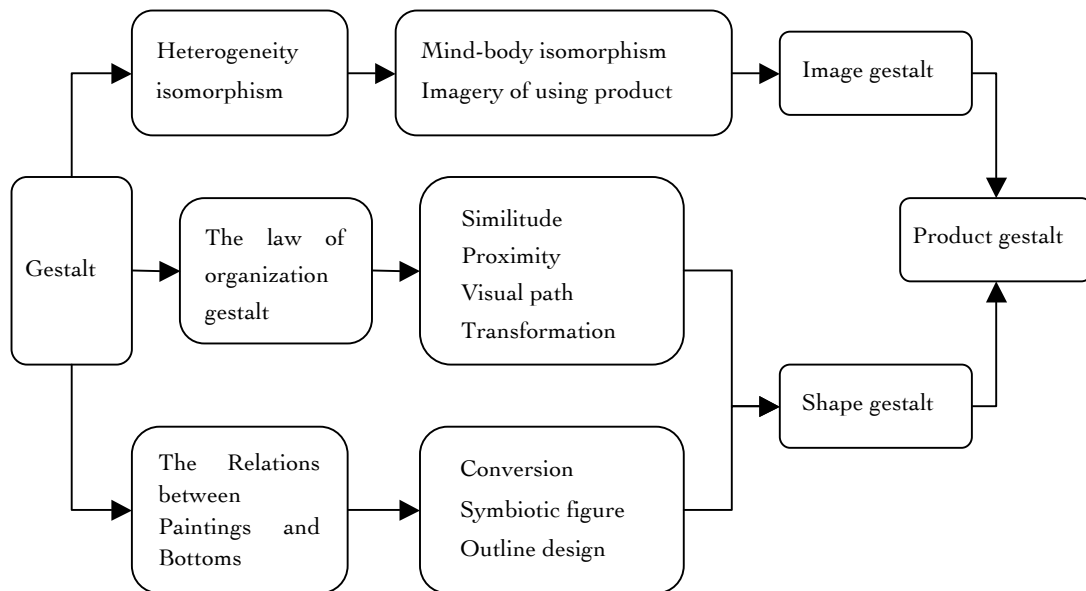 Heterogeneity
isomorphism
Mind-body isomorphism
Imagery of using product
Image gestalt
Gestalt
The law of
organization
gestalt
Similitude
Proximity
Visual path
Transformation
Product gestalt
Shape gestalt
The Relations
between
Paintings and
Bottoms
Conversion
Symbiotic figure
Outline design